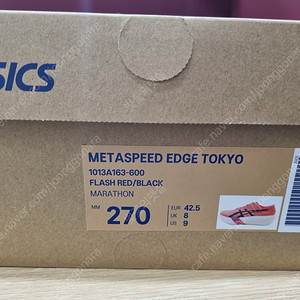 SICS
METASPEED EDGE TOKYO
1013A163-600
FLASH RED/BLACK
MARATHON
MM 270
EUR 42.5
UK 8
US 9